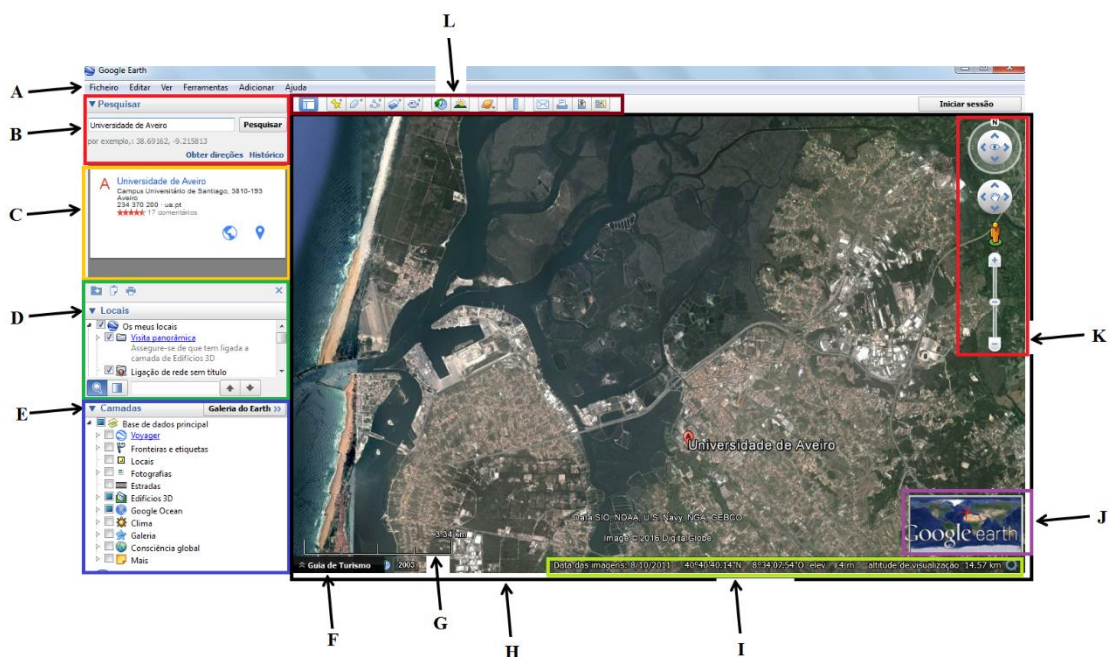 L
Google Earth
A
Ficheiro Editar Ver Ferramentas Adicionar Ajuda
Pesquisar
Iniciar sessão
B
Universidade de Aveiro Pesquisar
por exemplo,: 38.69162, -9.215813
Obter direções Histórico
N
C
A Universidade de Aveiro
Campus Universitário de Santiago, 3810-193
Aveiro
234 370 200 · ua.pt
17 comentários
D
Locais
Os meus locais
Visita panorâmica
Assegure-se de que tem ligada a
camada de Edifícios 3D
Ligação de rede sem título
K
E
Camadas Galeria do Earth >>
Base de dados principal
Voyager
Fronteiras e etiquetas
Locais
Fotografias
Estradas
Edifícios 3D
Google Ocean
Clima
Galeria
Consciência global
Mais
A
Universidade de Aveiro
Data SIO, NOAA, U.S. Navy, NGA, GEBCO
Image © 2016 DigitalGlobe
Google earth
J
3.34 km
Guia de Turismo 2003
Data das imagens: 8/10/2011 40°40'40.14"N 8°34'07.54"O elev 4 m altitude de visualização 14.57 km
F
G
H
I